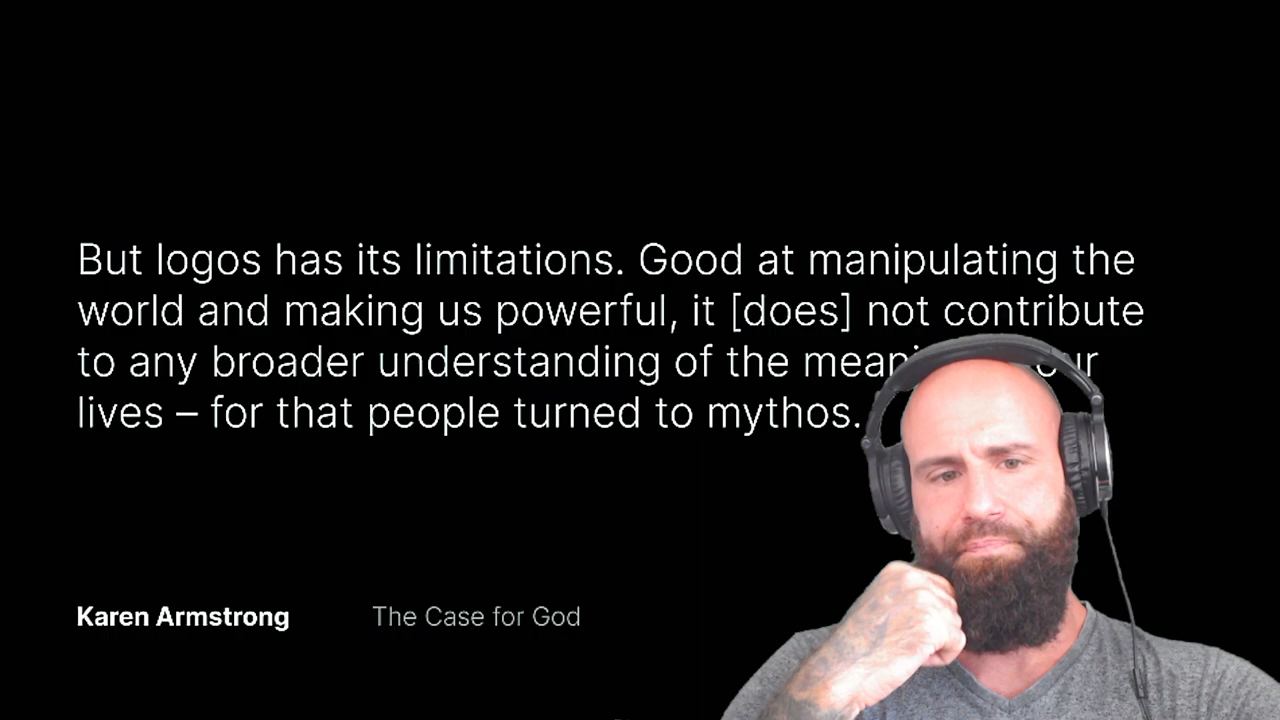 But logos has its limitations. Good at manipulating the
world and making us powerful, it [does] not contribute
to any broader understanding of the
lives – for that people turned to mythos.
Karen Armstrong
The Case for God